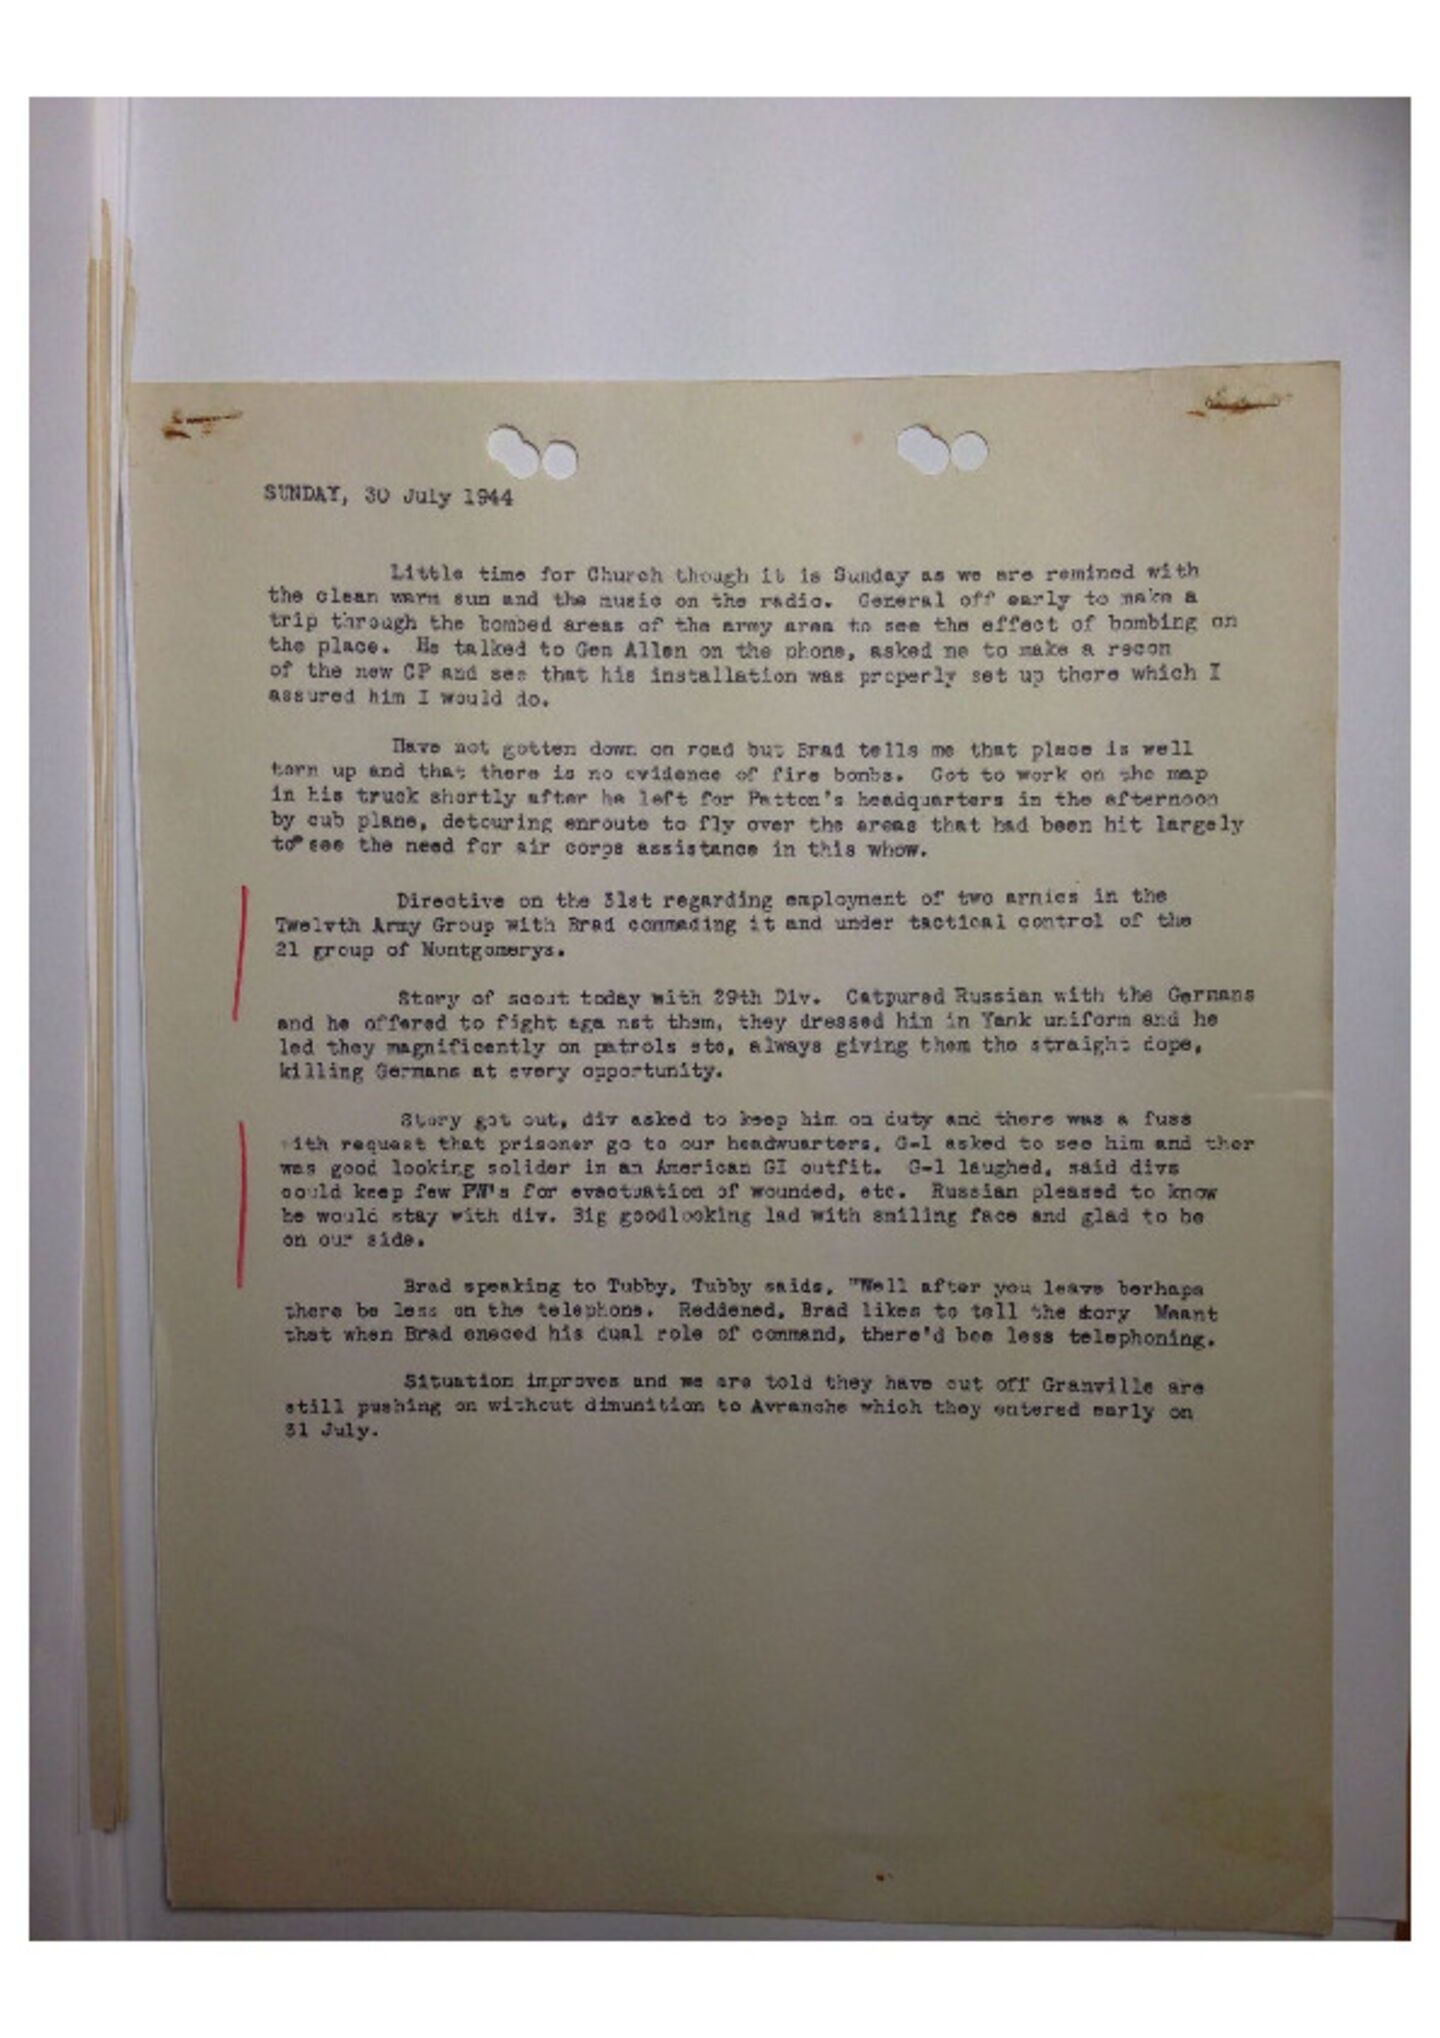 SUNDAY, 30 July 1944
Little time for Church though it is Sunday as we are remined with
the clean warm sun and the music on the radio. General off early to make a
trip through the bombed areas of the army area to see the effect of bombing on
the place. He talked to Gen Allen on the phone, asked me to make a recon
of the new CP and see that his installation was properly set up there which I
assured him I would do.
Have not gotten down on road but Brad tells me that place is well
torn up and that there is no evidence of fire bombs. Got to work on the map
in his truck shortly after he left for Patton's headquarters in the afternoon
by cub plane, detouring enroute to fly over the areas that had been hit largely
to see the need for air corps assistance in this whow.
Directive on the 31st regarding employment of two armies in the
Twelvth Army Group with Brad commading it and under tactical control of the
21 group of Montgomerys.
Story of scout today with 29th Div. Catpured Russian with the Germans
and he offered to fight aga nst them, they dressed him in Yank uniform and he
led they magnificently on patrols etc, always giving them the straight dope,
killing Germans at every opportunity.
Story got out, div asked to keep him on duty and there was a fuss
ith request that prisoner go to our headwuarters, G-1 asked to see him and ther
was good looking solider in an American GI outfit. G-1 laughed, said divs
could keep few PW's for evactuation of wounded, etc. Russian pleased to know
he would stay with div. Big goodlooking lad with smiling face and glad to be
on our side.
Brad speaking to Tubby, Tubby saids, "Well after you leave berhaps
there be less on the telephone. Reddened, Brad likes to tell the story Meant
that when Brad eneced his dual role of command, there'd bee less telephoning.
Situation improves and we are told they have cut off Granville are
still pushing on without dimunition to Avranche which they entered early on
31 July.